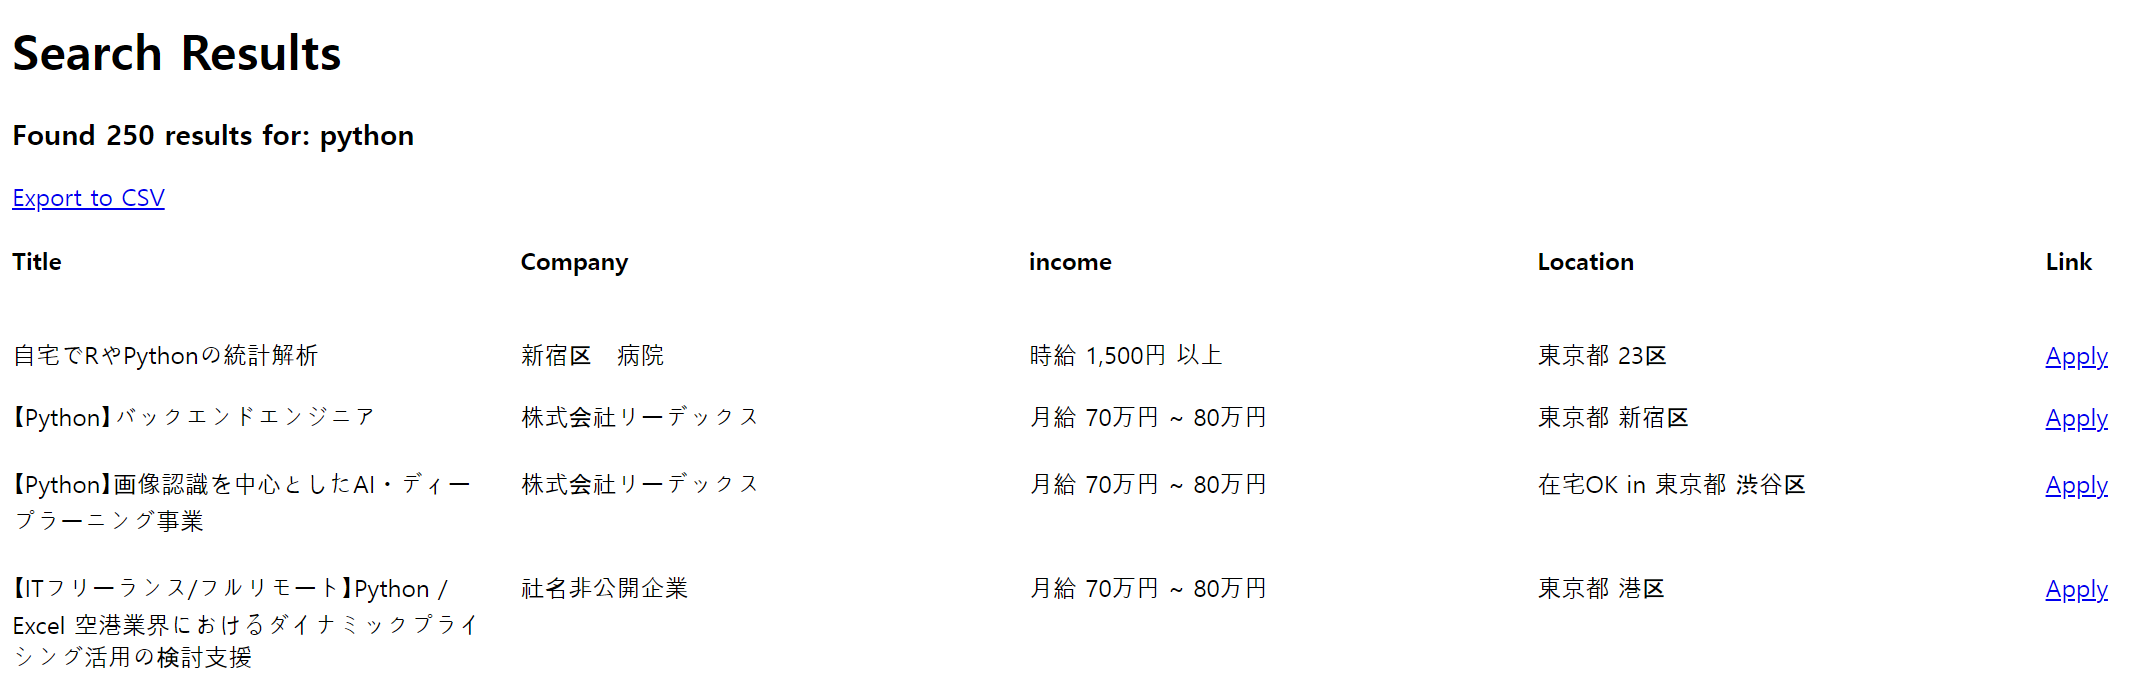 Search Results
Found 250 results for: python
Export to CSV
Title Company income Location Link
自宅でRやPythonの統計解析 新宿区　病院 時給 1,500円 以上 東京都 23区 Apply
【Python】バックエンドエンジニア 株式会社リーデックス 月給 70万円 ~ 80万円 東京都 新宿区 Apply
【Python】画像認識を中心としたAI・ディー 株式会社リーデックス 月給 70万円 ~ 80万円 在宅OK in 東京都 渋谷区 Apply
プラーニング事業
【ITフリーランス/フルリモート】Python / 社名非公開企業 月給 70万円 ~ 80万円 東京都 港区 Apply
Excel 空港業界におけるダイナミックプライ
シング活用の検討支援